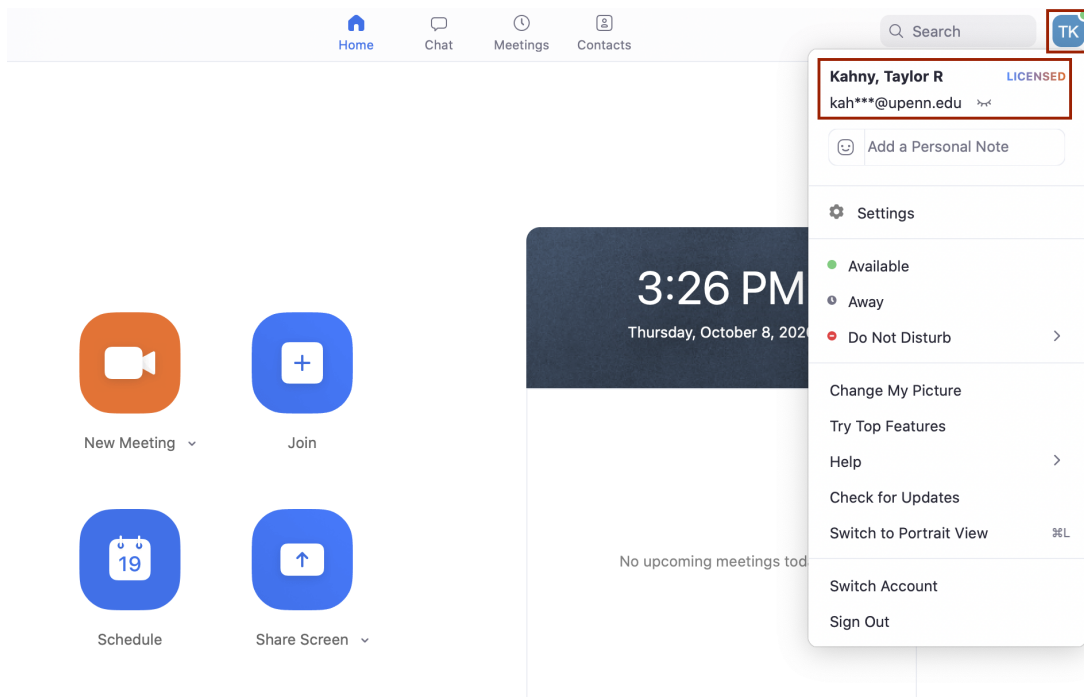 Home
Chat
Meetings
Contacts
Search
TK
Kahny, Taylor R LICENSED
kah***@upenn.edu
Add a Personal Note
Settings
Available
Away
Do Not Disturb
Change My Picture
Try Top Features
Help
Check for Updates
Switch to Portrait View ⌘L
Switch Account
Sign Out
3:26 PM
Thursday, October 8, 202
No upcoming meetings tod
New Meeting
Join
19
Schedule
Share Screen